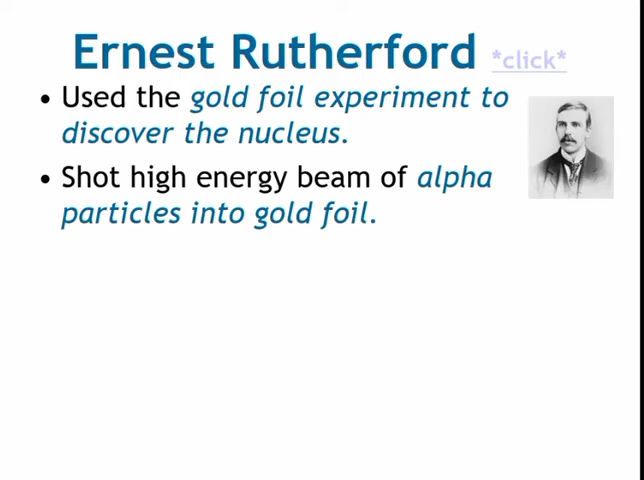 Ernest Rutherford *click*
• Used the gold foil experiment to
discover the nucleus.
• Shot high energy beam of alpha
particles into gold foil.